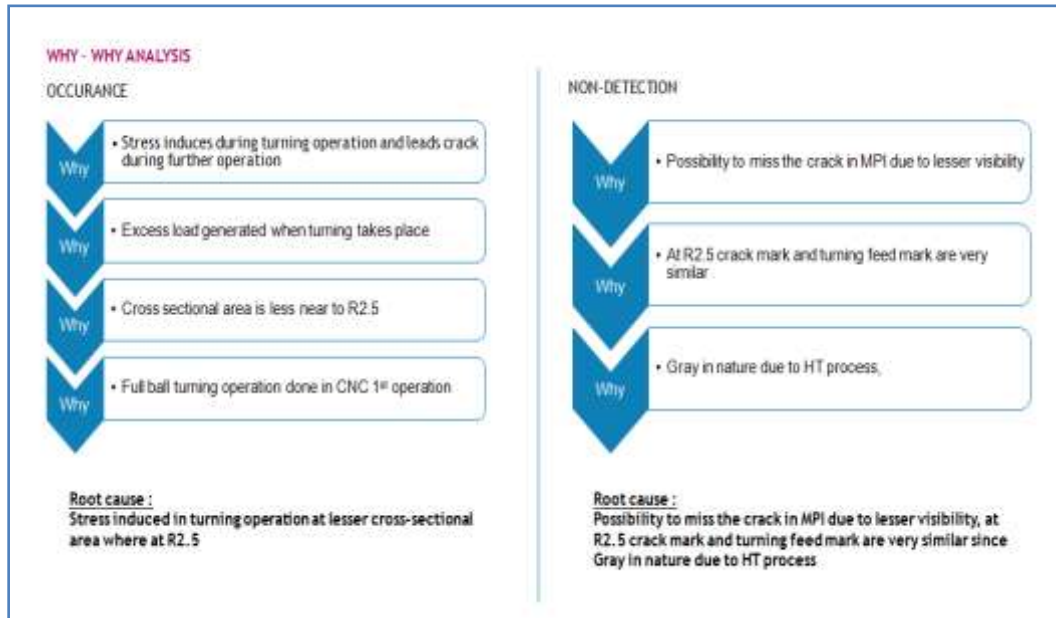 WHY - WHY ANALYSIS
OCCURANCE
Why
• Stress induces during turning operation and leads crack
during further operation
Why
• Excess load generated when turning takes place
Why
• Cross sectional area is less near to R2.5
Why
• Full ball turning operation done in CNC 1st operation
Root cause :
Stress induced in turning operation at lesser cross-sectional
area where at R2.5
NON-DETECTION
Why
• Possibility to miss the crack in MPI due to lesser visibility
Why
• At R2.5 crack mark and turning feed mark are very
similar
Why
• Gray in nature due to HT process,
Root cause :
Possibility to miss the crack in MPI due to lesser visibility, at
R2.5 crack mark and turning feed mark are very similar since
Gray in nature due to HT process